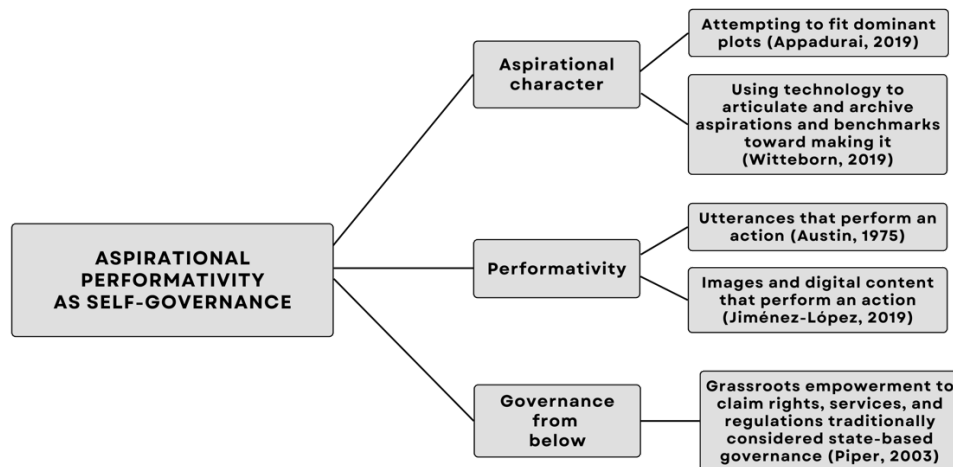 ASPIRATIONAL
PERFORMATIVITY
AS SELF-GOVERNANCE
Aspirational
character
Attempting to fit dominant
plots (Appadurai, 2019)
Using technology to
articulate and archive
aspirations and benchmarks
toward making it
(Witteborn, 2019)
Performativity
Utterances that perform an
action (Austin, 1975)
Images and digital content
that perform an action
(Jiménez-López, 2019)
Governance
from
below
Grassroots empowerment to
claim rights, services, and
regulations traditionally
considered state-based
governance (Piper, 2003)